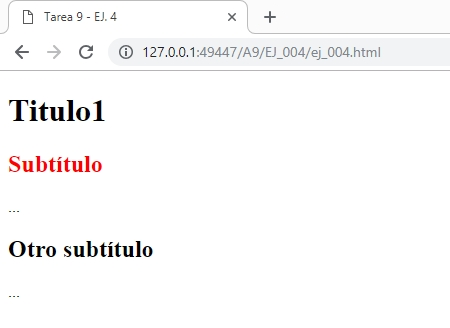 Tarea 9 - EJ. 4
127.0.0.1:49447/A9/EJ_004/ej_004.html
Titulo1
Subtítulo
...
Otro subtítulo
...